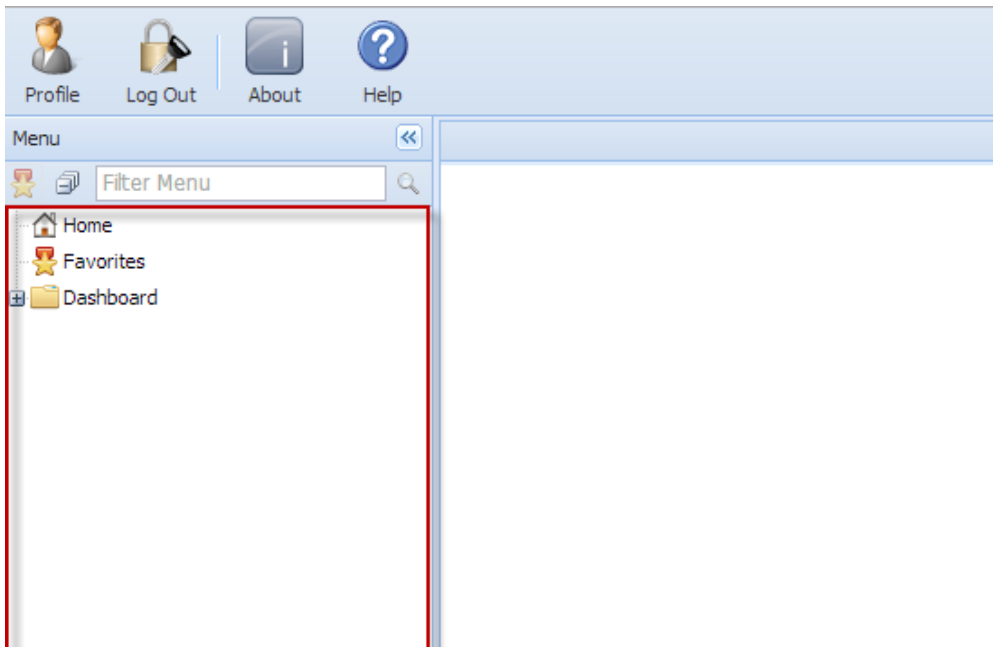 Profile Log Out About Help
Menu
Filter Menu
Home
Favorites
Dashboard